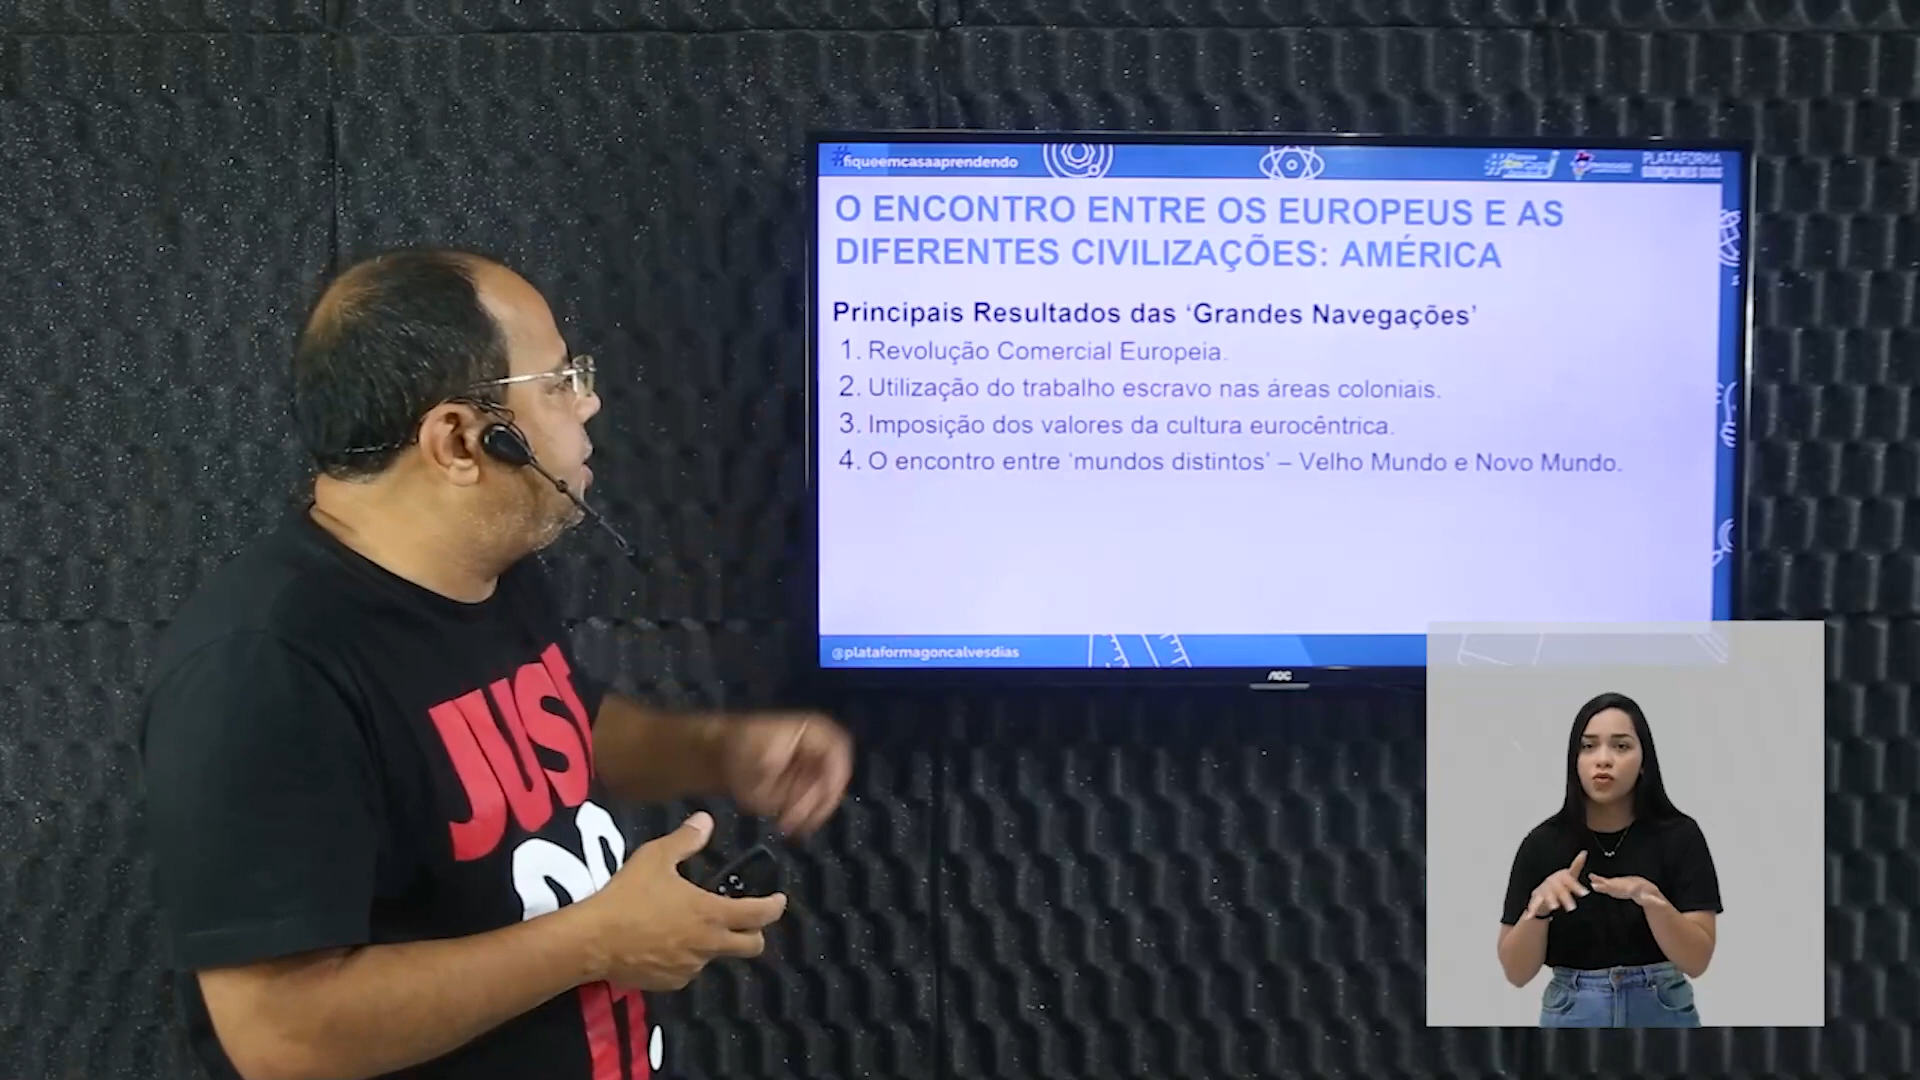 #fiqueemcasaaprendendo
PLATAFORMA
GONÇALVES DIAS
O ENCONTRO ENTRE OS EUROPEUS E AS
DIFERENTES CIVILIZAÇÕES: AMÉRICA
Principais Resultados das ‘Grandes Navegações’
1. Revolução Comercial Europeia.
2. Utilização do trabalho escravo nas áreas coloniais.
3. Imposição dos valores da cultura eurocêntrica.
4. O encontro entre ‘mundos distintos’ – Velho Mundo e Novo Mundo.
@plataformagoncalvesdias
AOC
JUST